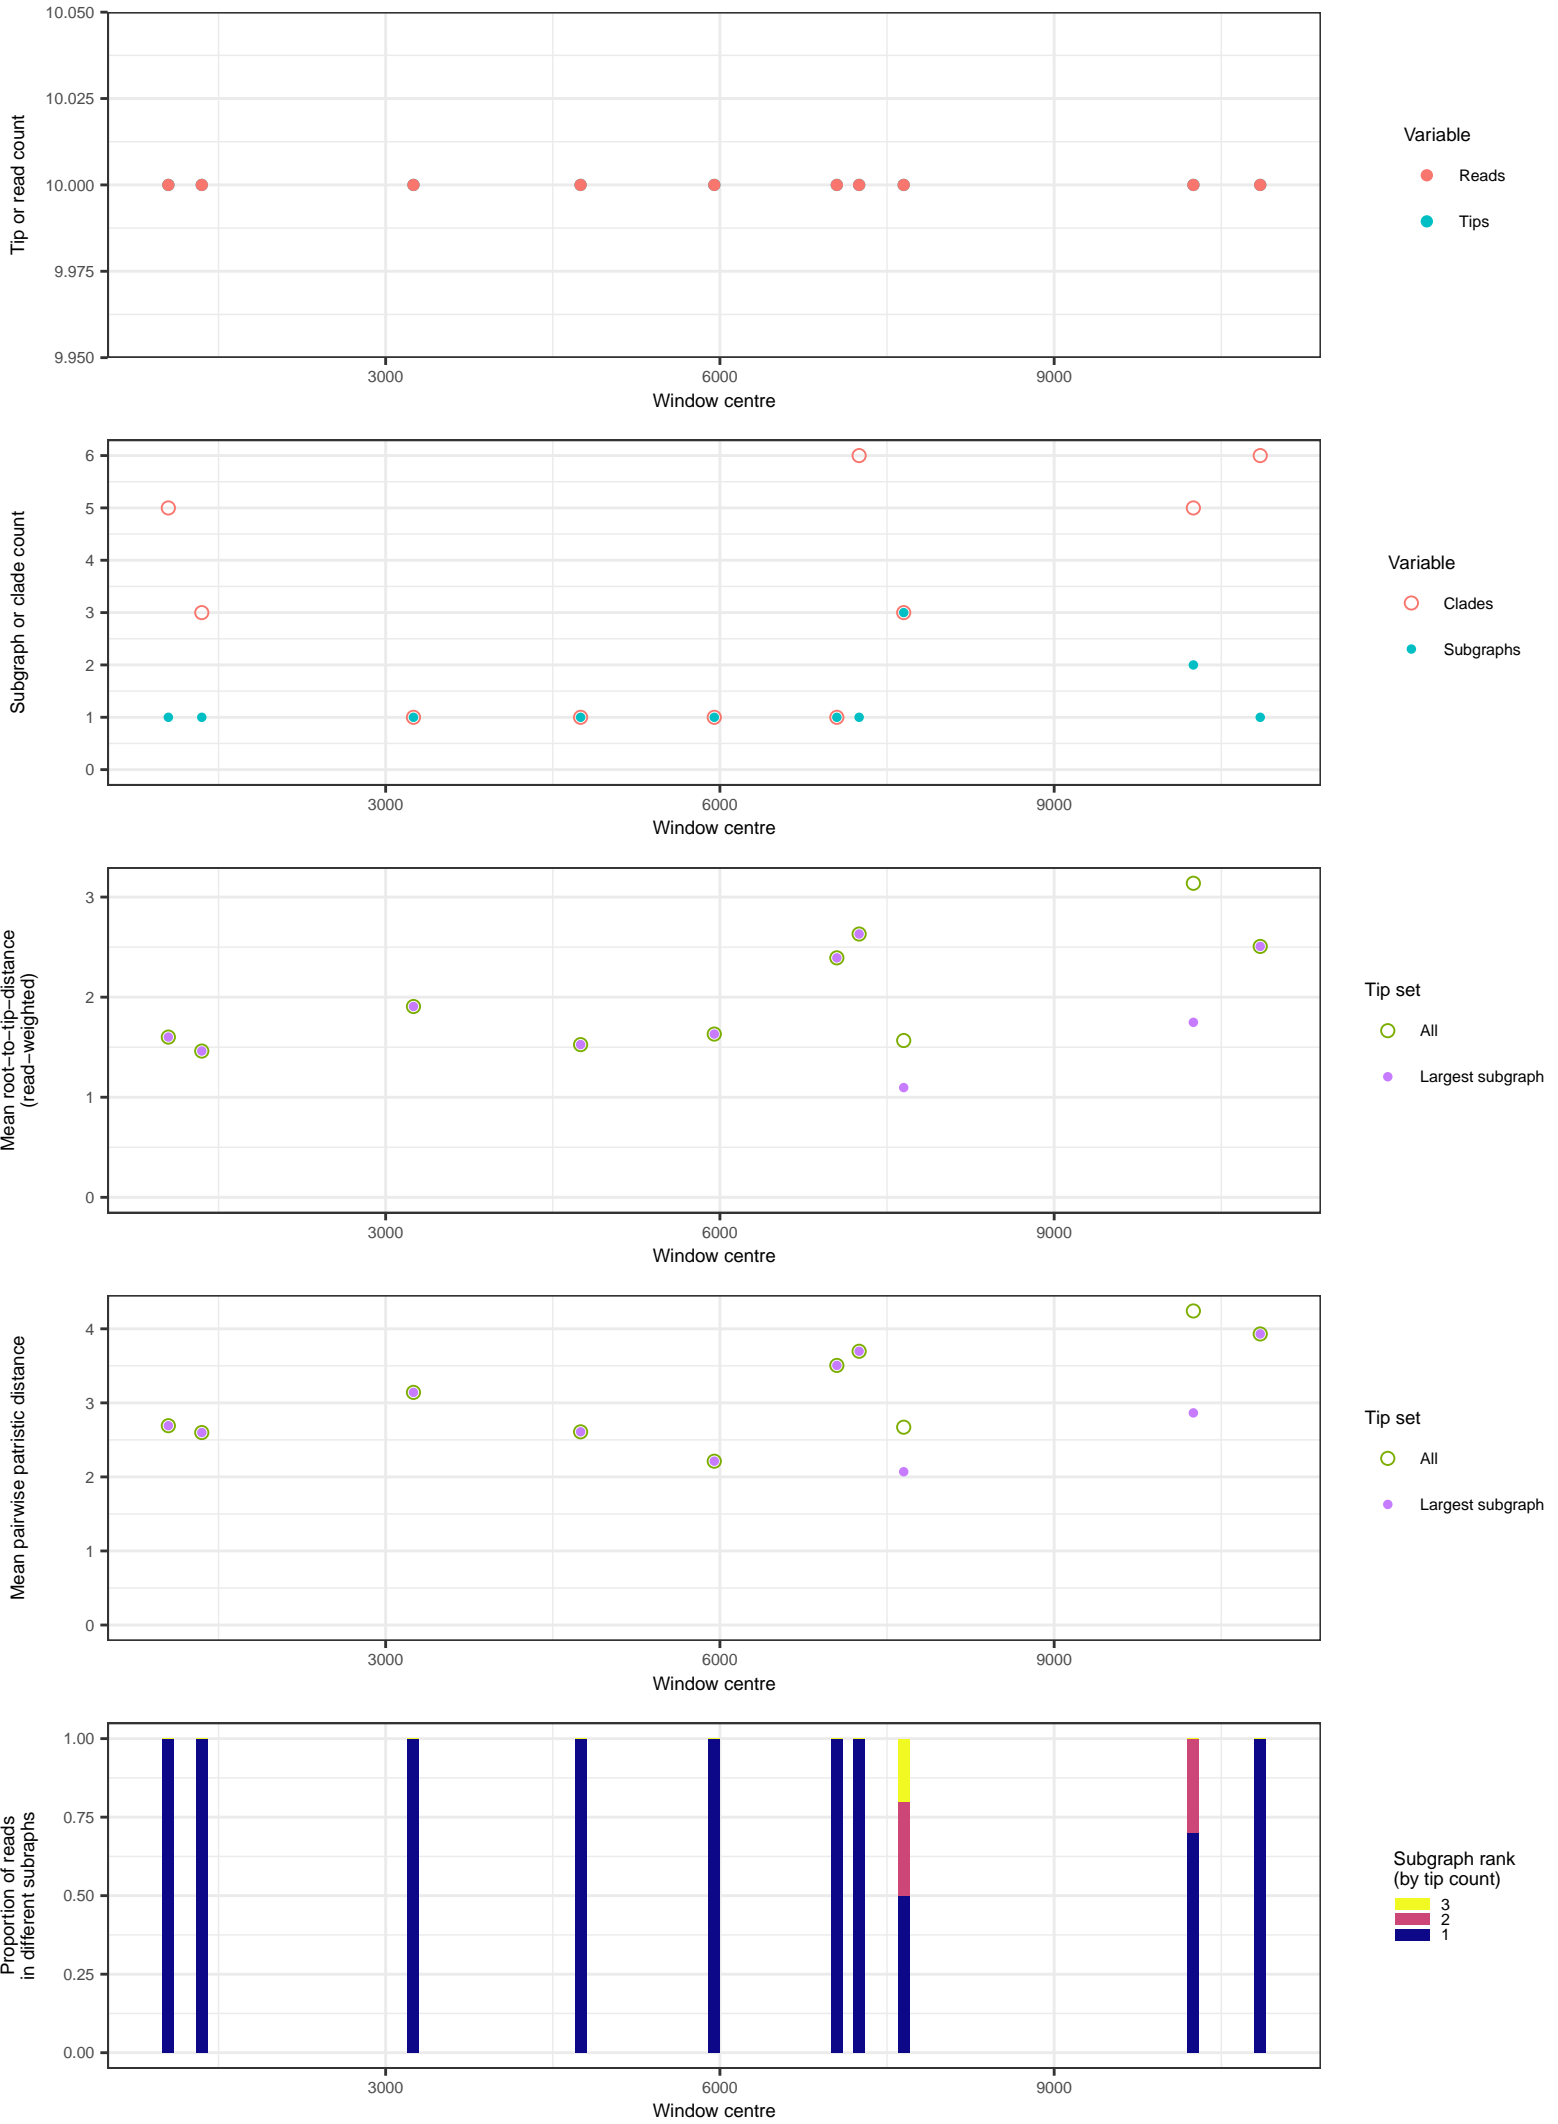 10.050
10.025
10.000
9.975
9.950
Tip or read count
3000
6000
9000
Window centre
Variable
Reads
Tips
6
5
4
3
2
1
0
Subgraph or clade count
3000
6000
9000
Window centre
Variable
Clades
Subgraphs
3
2
1
0
Mean root−to−tip−distance
(read−weighted)
3000
6000
9000
Window centre
Tip set
All
Largest subgraph
4
3
2
1
0
Mean pairwise patristic distance
3000
6000
9000
Window centre
Tip set
All
Largest subgraph
1.00
0.75
0.50
0.25
0.00
Proportion of reads
in different subraphs
3000
6000
9000
Window centre
Subgraph rank
(by tip count)
3
2
1